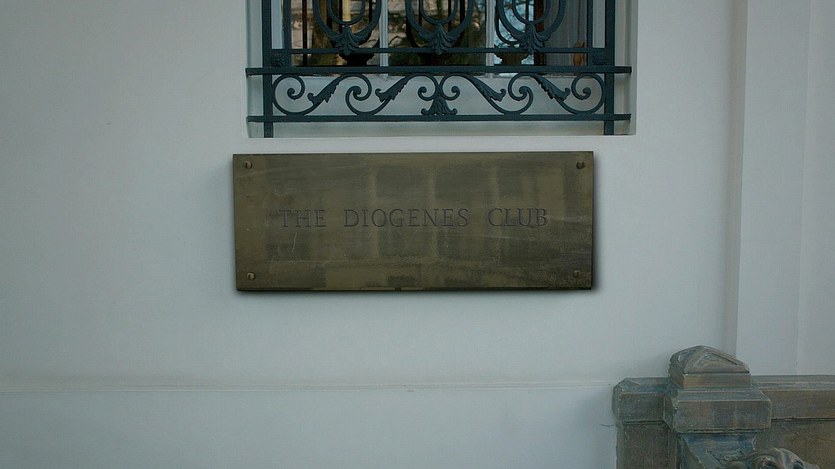 THE DIOGENES CLUB